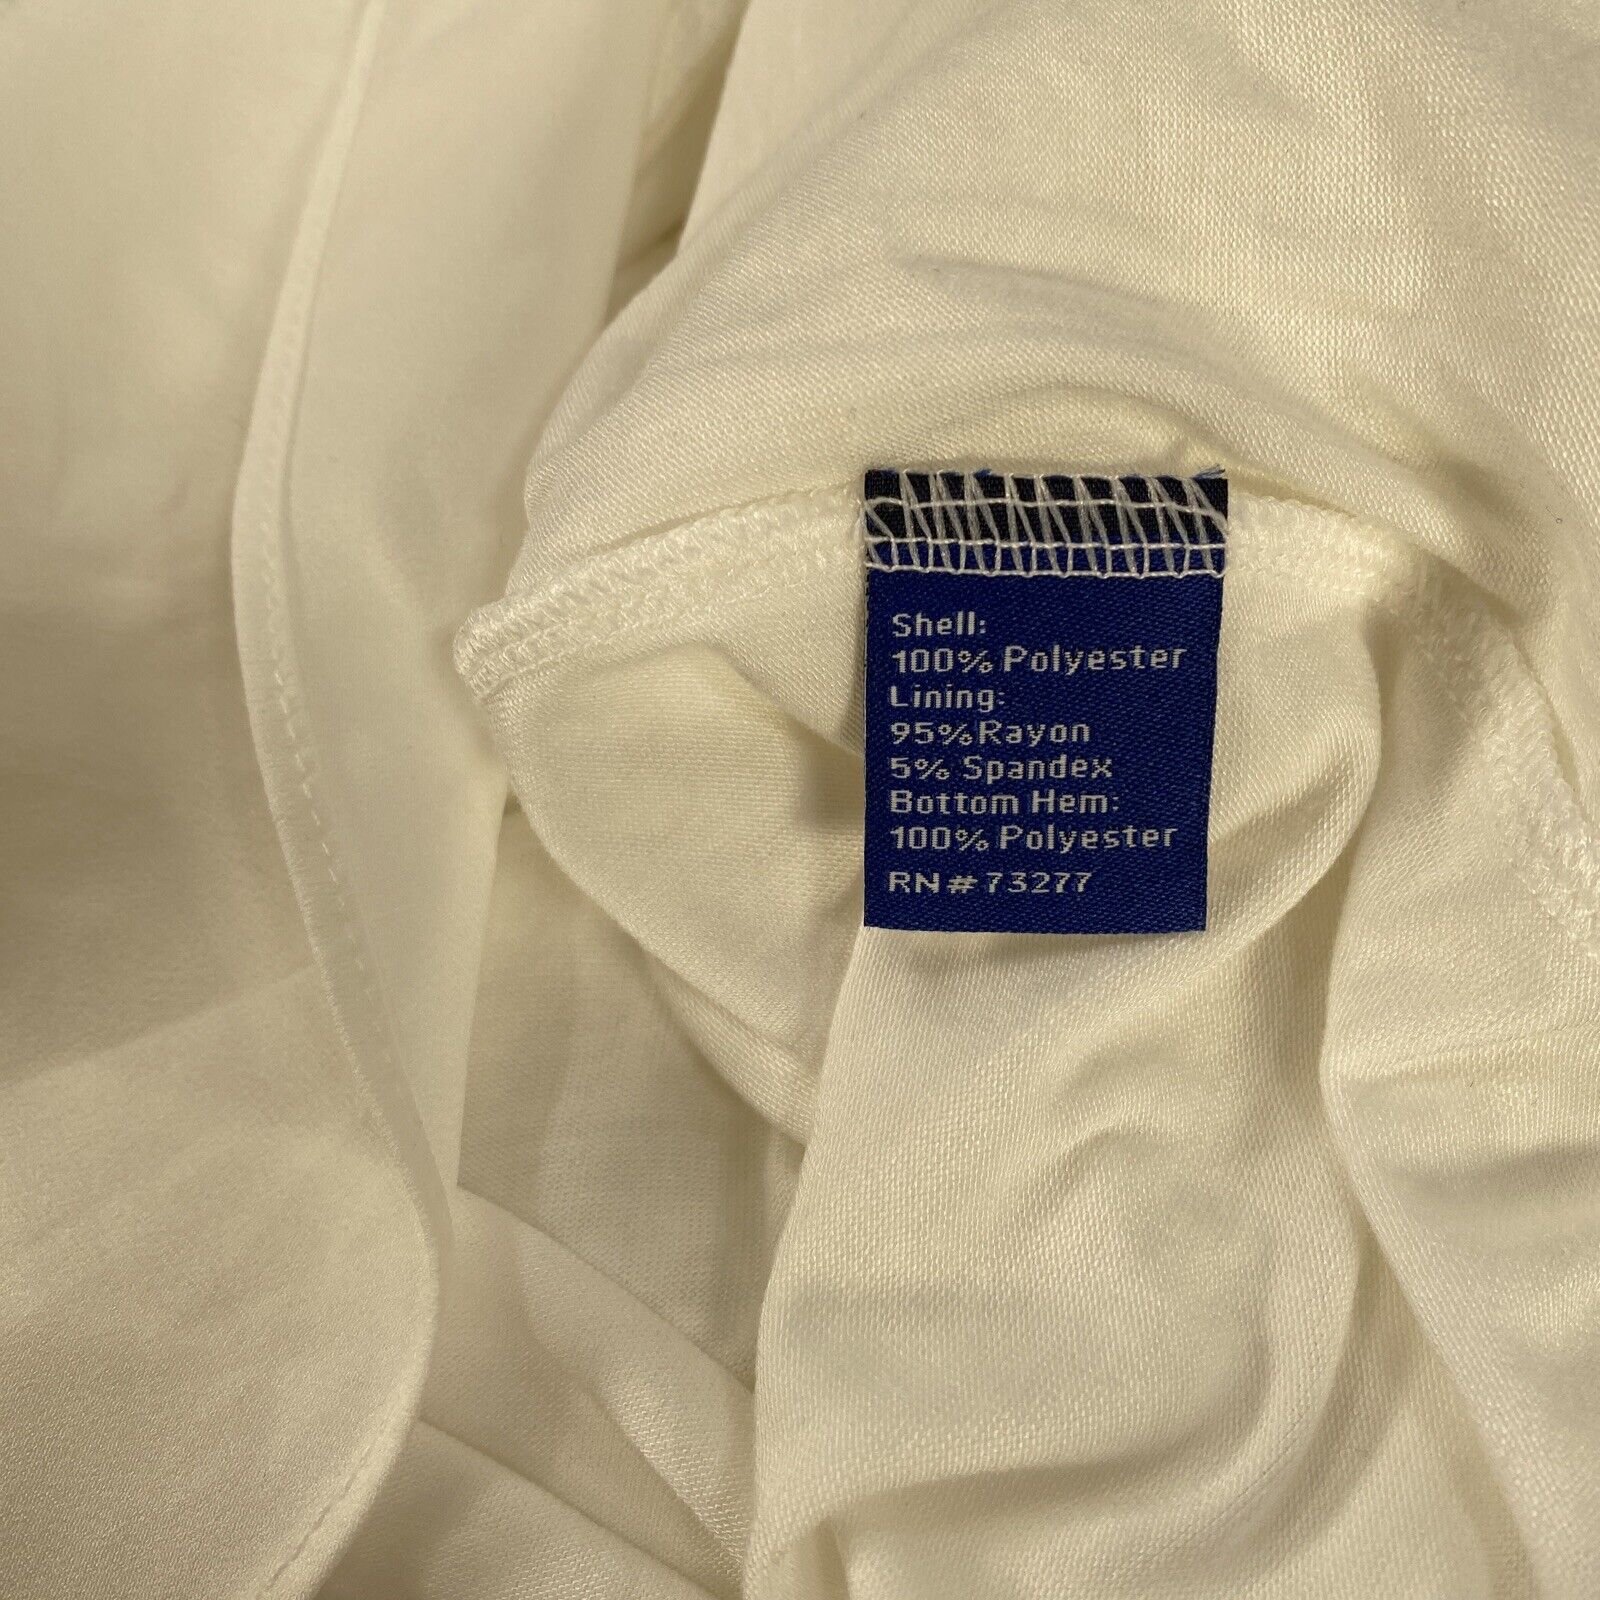 Shell:
100% Polyester
Lining:
95% Rayon
5% Spandex
Bottom Hem:
100% Polyester
RN # 73277